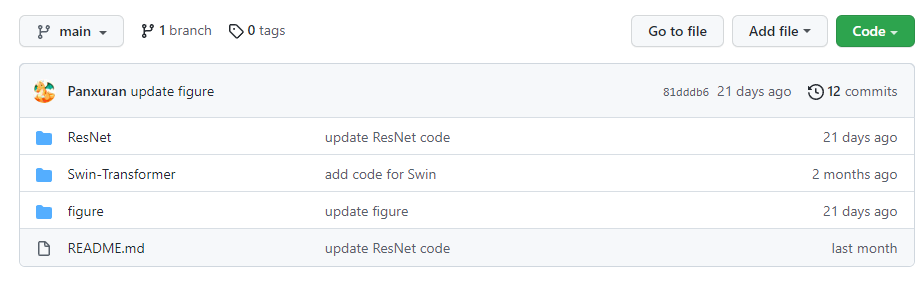 main 1 branch 0 tags Go to file Add file Code
Panxuran update figure 81dddb6 21 days ago 12 commits
ResNet update ResNet code 21 days ago
Swin-Transformer add code for Swin 2 months ago
figure update figure 21 days ago
README.md update ResNet code last month